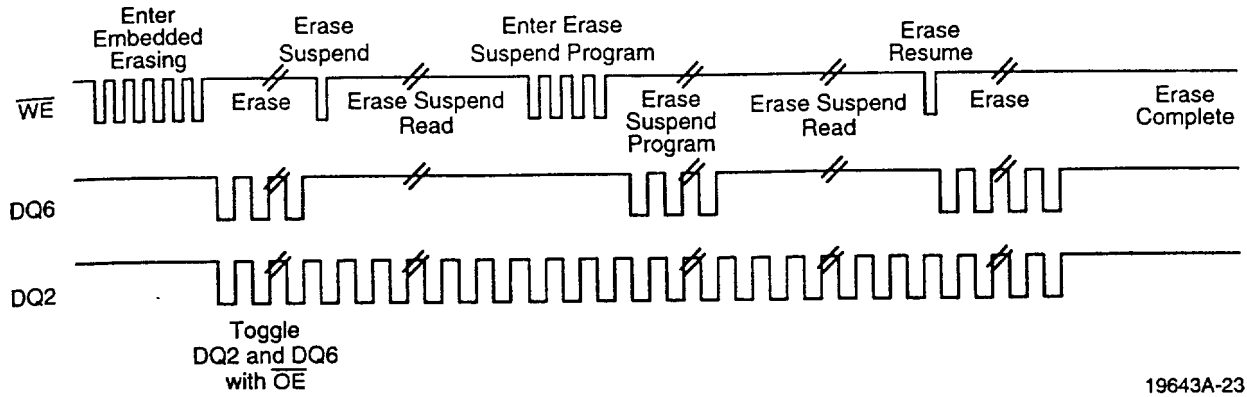 Enter
Embedded
Erasing
Erase
Suspend
Enter Erase
Suspend Program
Erase
Resume
WE
Erase
Erase Suspend
Read
Erase
Suspend
Program
Erase Suspend
Read
Erase
Erase
Complete
DQ6
DQ2
Toggle
DQ2 and DQ6
with OE
19643A-23